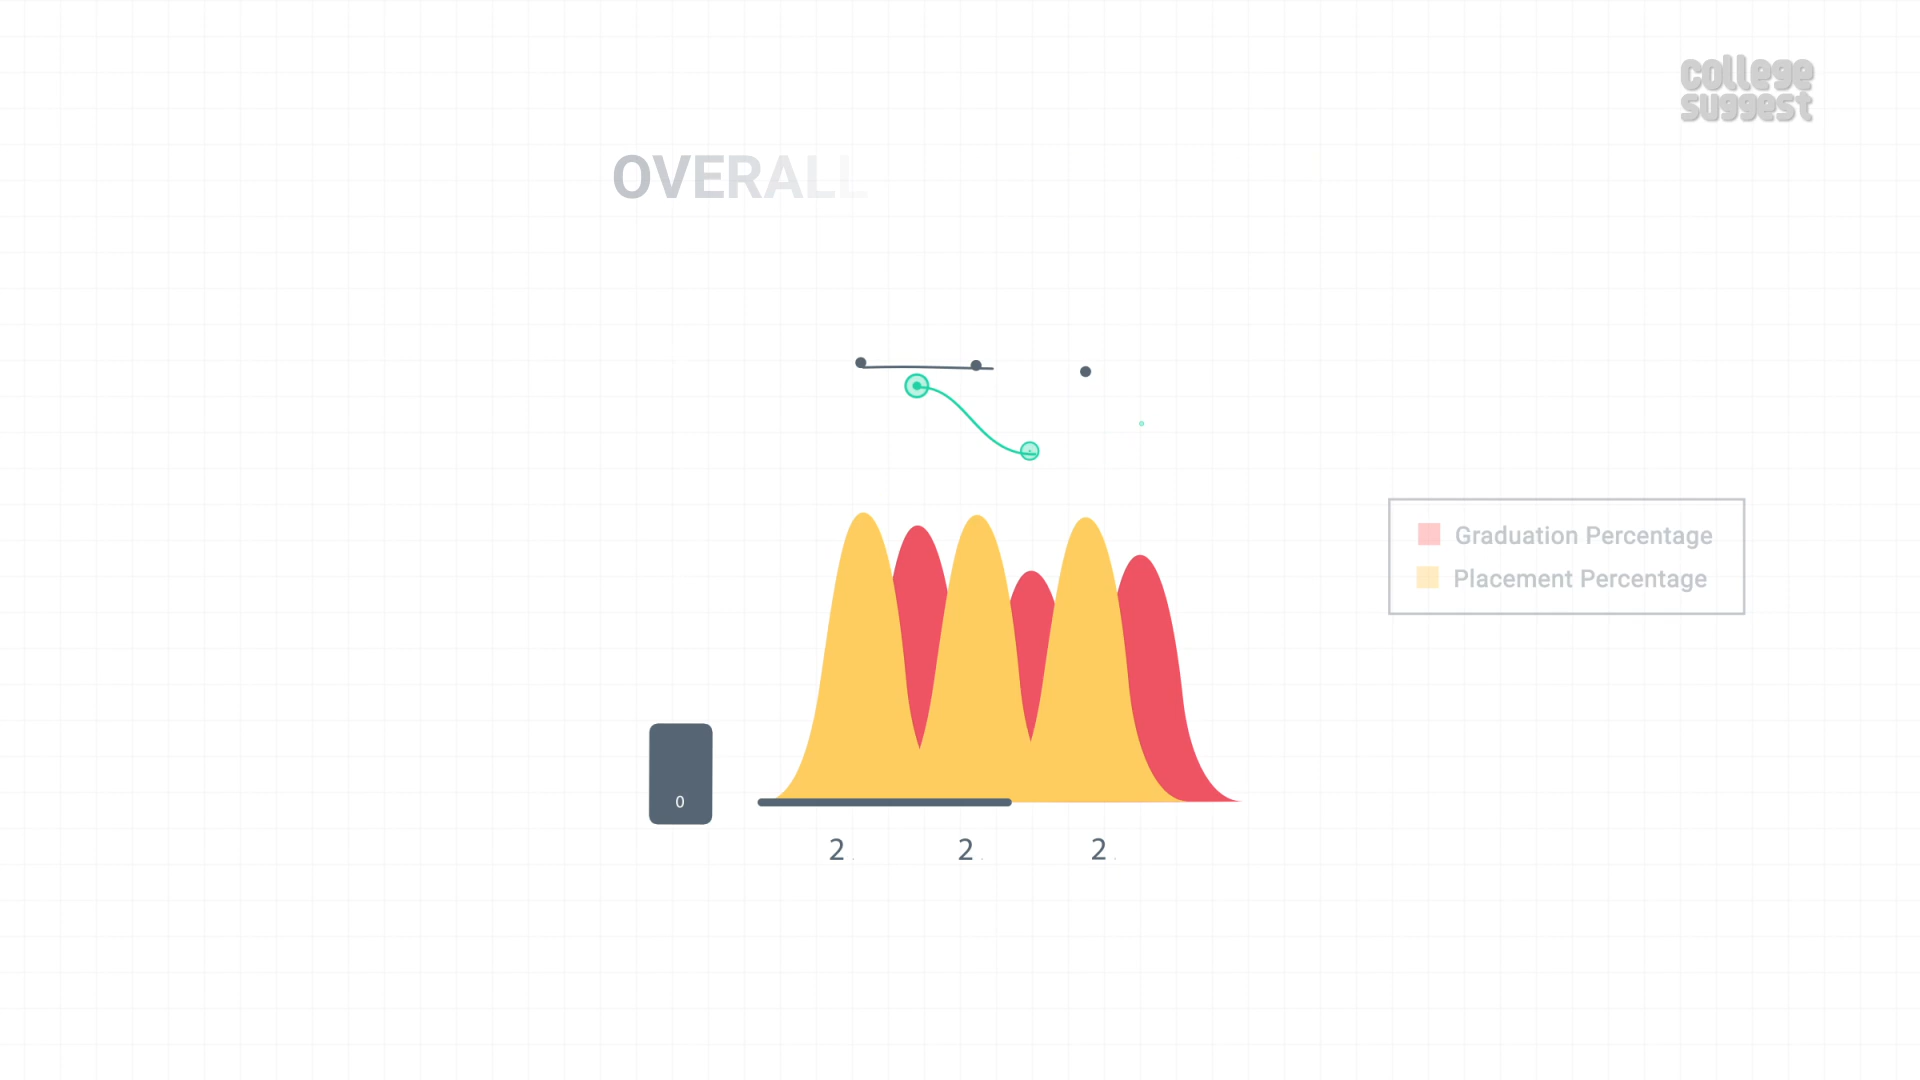 college
suggest
OVERALL
Graduation Percentage
Placement Percentage
0
2 2 2